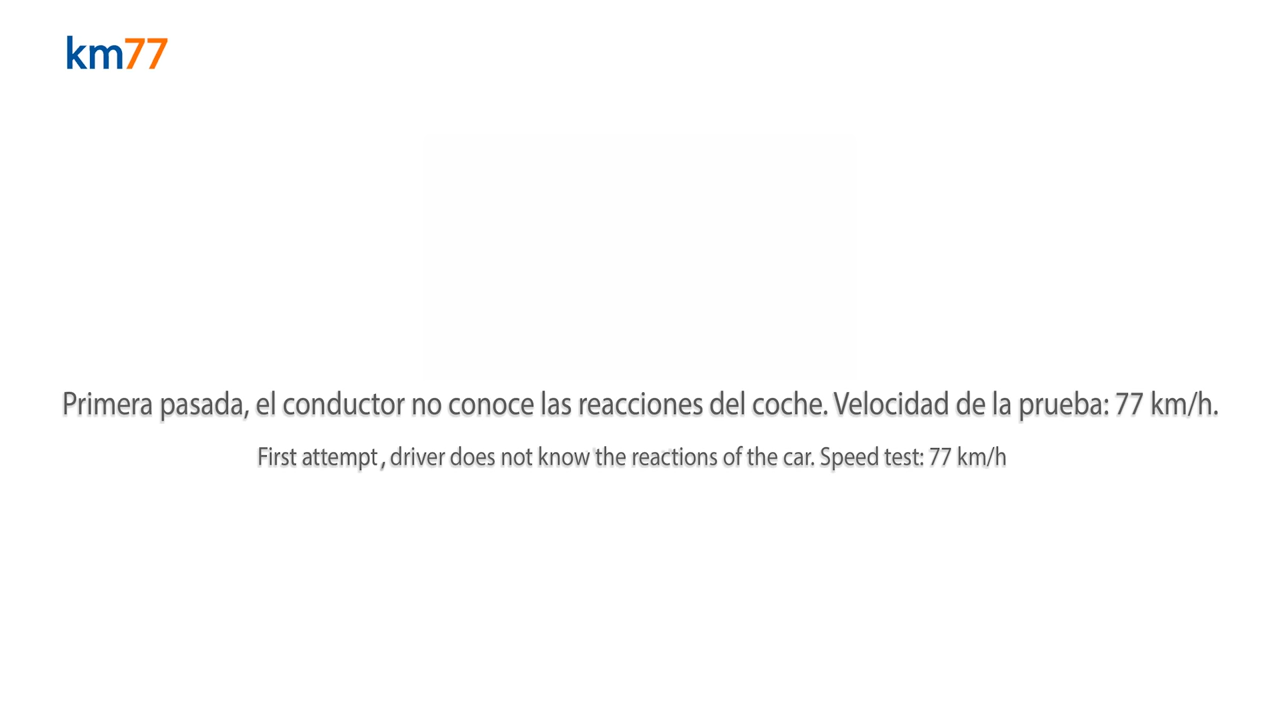 km77
Primera pasada, el conductor no conoce las reacciones del coche. Velocidad de la prueba: 77 km/h.
First attempt, driver does not know the reactions of the car. Speed test: 77 km/h